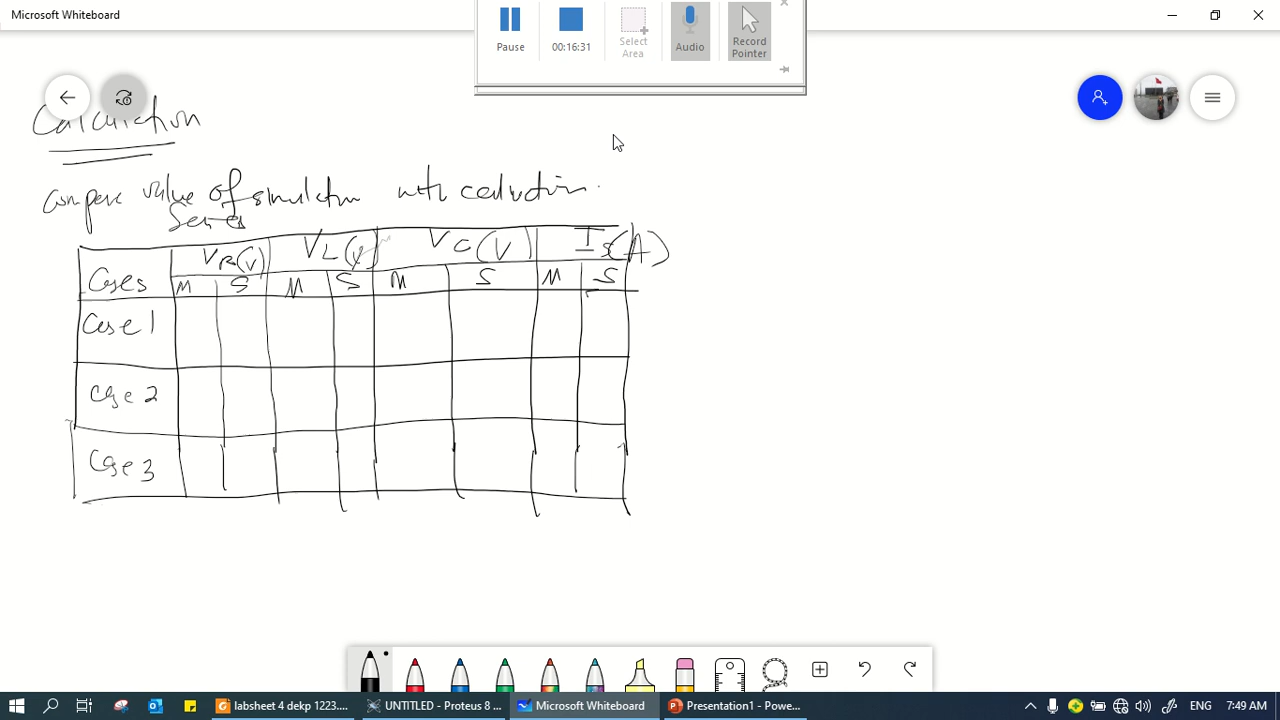 Microsoft Whiteboard
Pause
00:16:31
Select Area
Audio
Record Pointer
Calculation
compare value of simulation with calculation.
Series
Cases VR(V) VL(V) VC(V) Is(A)
M S M S M S M S
Case 1
Case 2
Case 3
labsheet 4 dekp 1223....
UNTITLED - Proteus 8 ...
Microsoft Whiteboard
Presentation1 - Powe...
ENG
7:49 AM